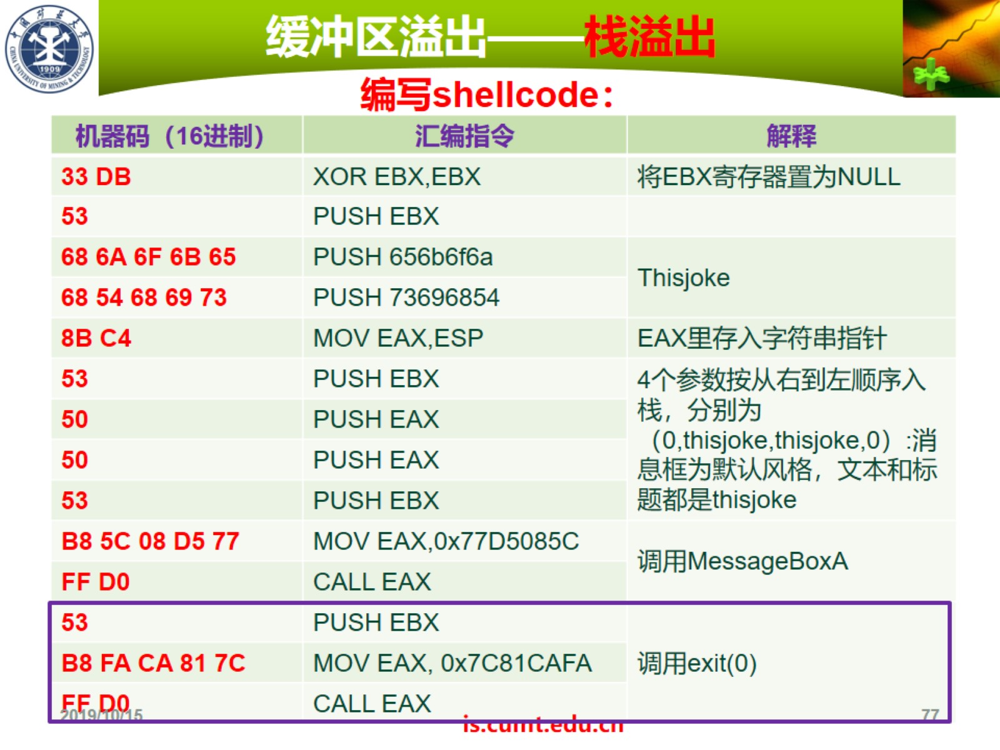 缓冲区溢出——栈溢出
编写shellcode：
中国矿业大学
CHINA UNIVERSITY OF MINING & TECHNOLOGY
1909
机器码（16进制） 汇编指令 解释
33 DB XOR EBX,EBX 将EBX寄存器置为NULL
53 PUSH EBX
68 6A 6F 6B 65 PUSH 656b6f6a
Thisjoke
68 54 68 69 73 PUSH 73696854
8B C4 MOV EAX,ESP EAX里存入字符串指针
53 PUSH EBX
50 PUSH EAX
50 PUSH EAX
53 PUSH EBX
4个参数按从右到左顺序入
栈，分别为
（0,thisjoke,thisjoke,0）:消
息框为默认风格，文本和标
题都是thisjoke
B8 5C 08 D5 77 MOV EAX,0x77D5085C
调用MessageBoxA
FF D0 CALL EAX
53 PUSH EBX
B8 FA CA 81 7C MOV EAX, 0x7C81CAFA 调用exit(0)
FF D0 CALL EAX
2019/10/15 is.cumt.edu.cn 77